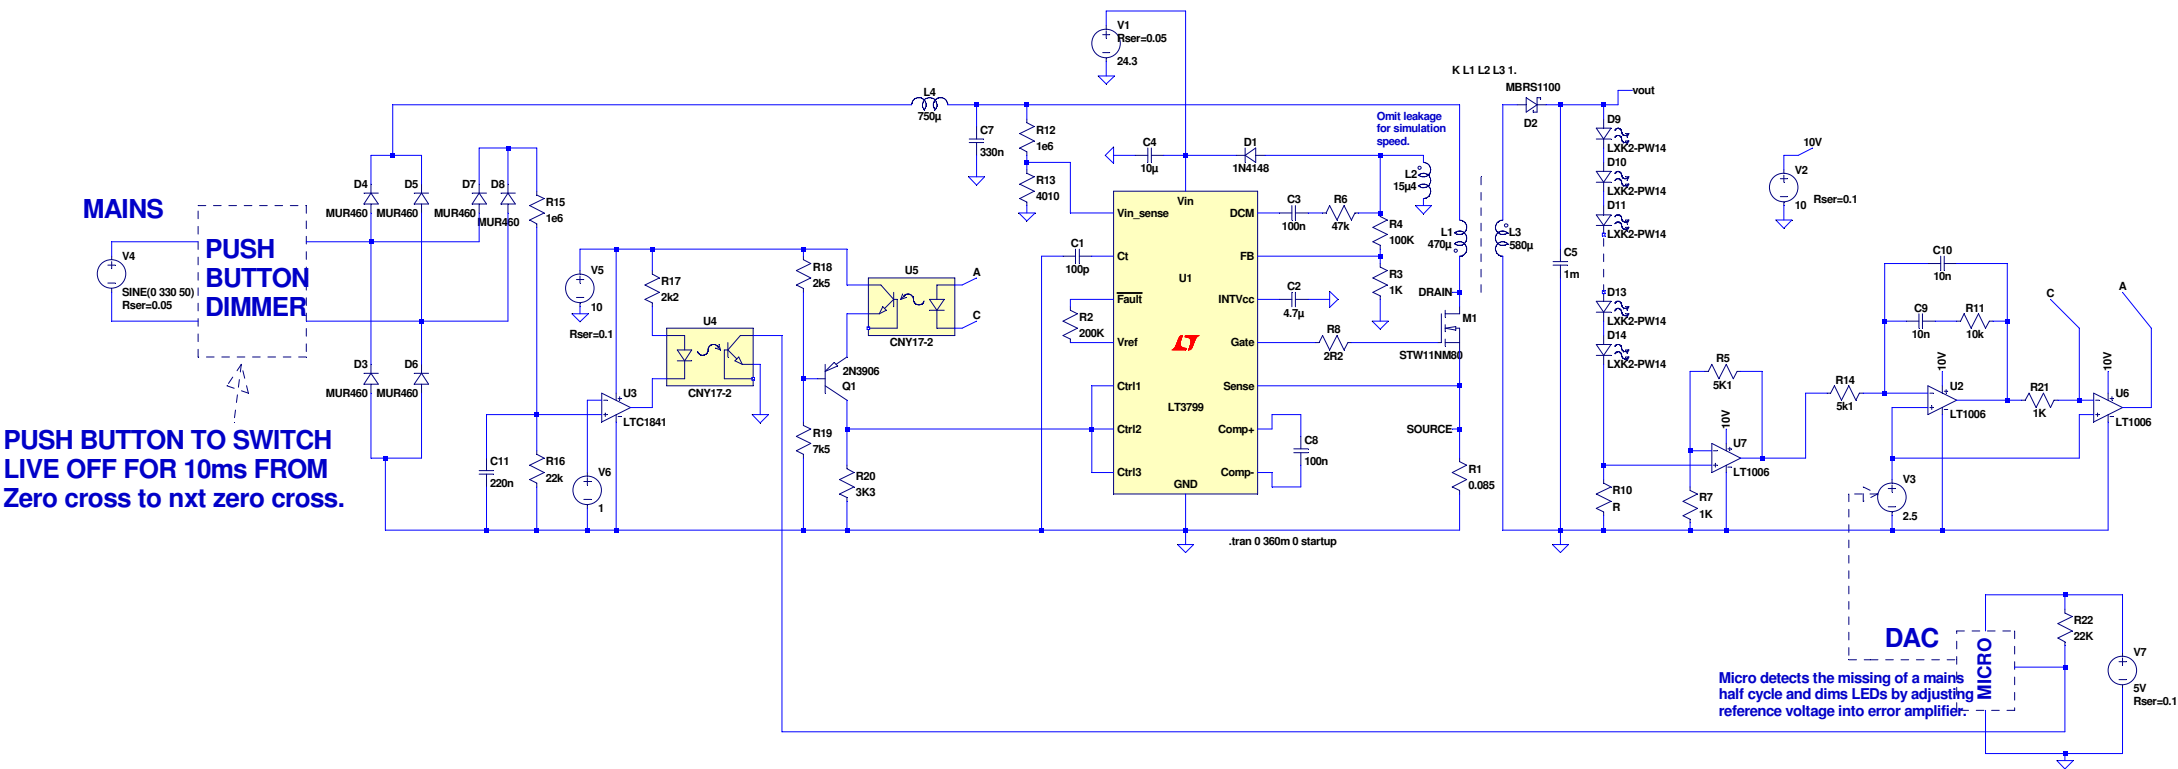 V1
Rser=0.05
24.3
K L1 L2 L3 1.
MBRS1100
D2
vout
L4
750µ
C7
330n
R12
1e6
R13
4010
C4
10µ
D1
1N4148
Omit leakage
for simulation
speed.
L2
15µ4
D9
LXK2-PW14
D10
LXK2-PW14
D11
LXK2-PW14
D13
LXK2-PW14
D14
LXK2-PW14
10V
V2
10
Rser=0.1
MAINS
PUSH
BUTTON
DIMMER
V4
SINE(0 330 50)
Rser=0.05
D4
MUR460
D5
MUR460
D7
MUR460
D8
MUR460
D3
MUR460
D6
MUR460
R15
1e6
PUSH BUTTON TO SWITCH
LIVE OFF FOR 10ms FROM
Zero cross to nxt zero cross.
C11
220n
R16
22k
V5
10
Rser=0.1
R17
2k2
U4
CNY17-2
U3
LTC1841
V6
1
R18
2k5
R19
7k5
2N3906
Q1
R20
3K3
U5
CNY17-2
A
C
C1
100p
R2
200K
Vin
Vin_sense
Ct
Fault
Vref
Ctrl1
Ctrl2
Ctrl3
GND
U1
LT3799
DCM
FB
INTVcc
Gate
Sense
Comp+
Comp-
C3
100n
R6
47k
R4
100K
R3
1K
C2
4.7µ
R8
2R2
C8
100n
L1
470µ
L3
580µ
DRAIN
M1
STW11NM80
SOURCE
R1
0.085
.tran 0 360m 0 startup
C5
1m
R10
R
R7
1K
R5
5K1
10V
U7
LT1006
R14
5k1
C10
10n
C9
10n
R11
10k
10V
U2
LT1006
V3
2.5
R21
1K
C
A
10V
U6
LT1006
DAC
MICRO
Micro detects the missing of a mains
half cycle and dims LEDs by adjusting
reference voltage into error amplifier.
R22
22K
V7
5V
Rser=0.1